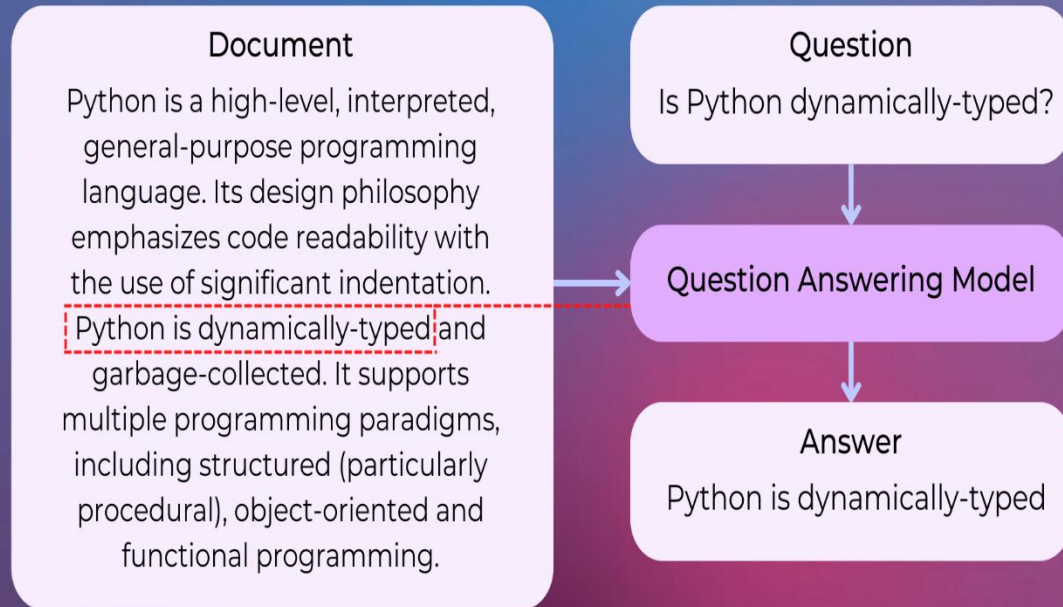 Document
Python is a high-level, interpreted,
general-purpose programming
language. Its design philosophy
emphasizes code readability with
the use of significant indentation.
Python is dynamically-typed and
garbage-collected. It supports
multiple programming paradigms,
including structured (particularly
procedural), object-oriented and
functional programming.
Question
Is Python dynamically-typed?
Question Answering Model
Answer
Python is dynamically-typed